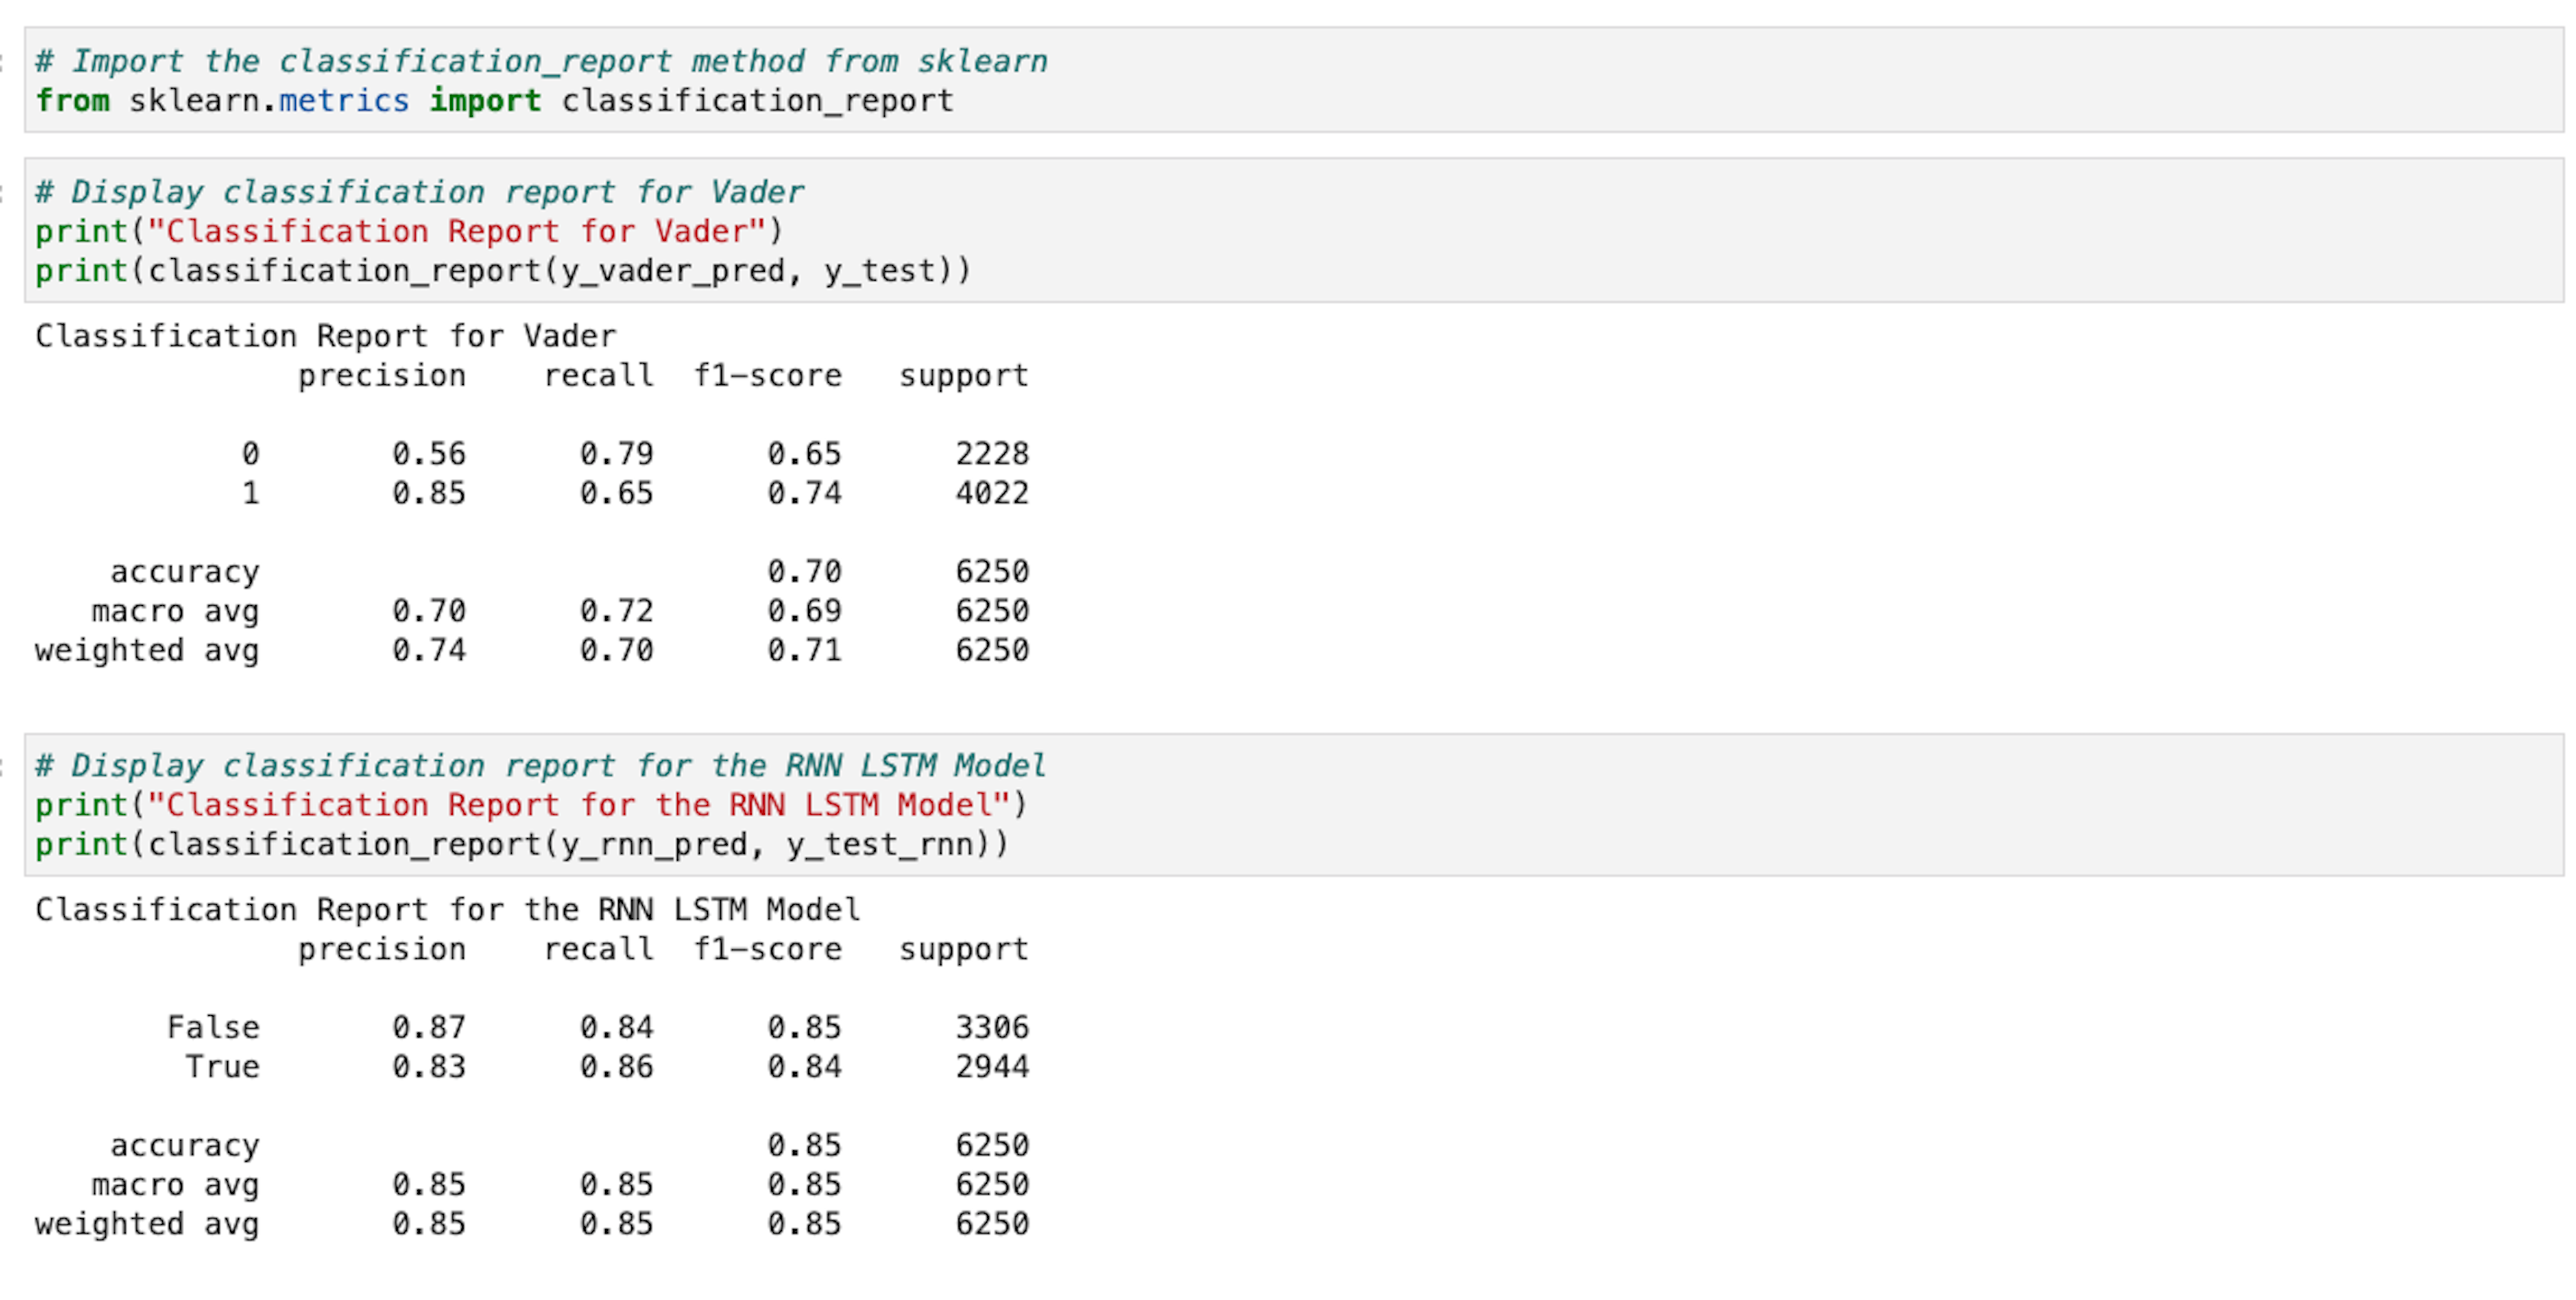 # Import the classification_report method from sklearn
from sklearn.metrics import classification_report
# Display classification report for Vader
print("Classification Report for Vader")
print(classification_report(y_vader_pred, y_test))
Classification Report for Vader
precision recall f1-score support
0 0.56 0.79 0.65 2228
1 0.85 0.65 0.74 4022
accuracy 0.70 6250
macro avg 0.70 0.72 0.69 6250
weighted avg 0.74 0.70 0.71 6250
# Display classification report for the RNN LSTM Model
print("Classification Report for the RNN LSTM Model")
print(classification_report(y_rnn_pred, y_test_rnn))
Classification Report for the RNN LSTM Model
precision recall f1-score support
False 0.87 0.84 0.85 3306
True 0.83 0.86 0.84 2944
accuracy 0.85 6250
macro avg 0.85 0.85 0.85 6250
weighted avg 0.85 0.85 0.85 6250